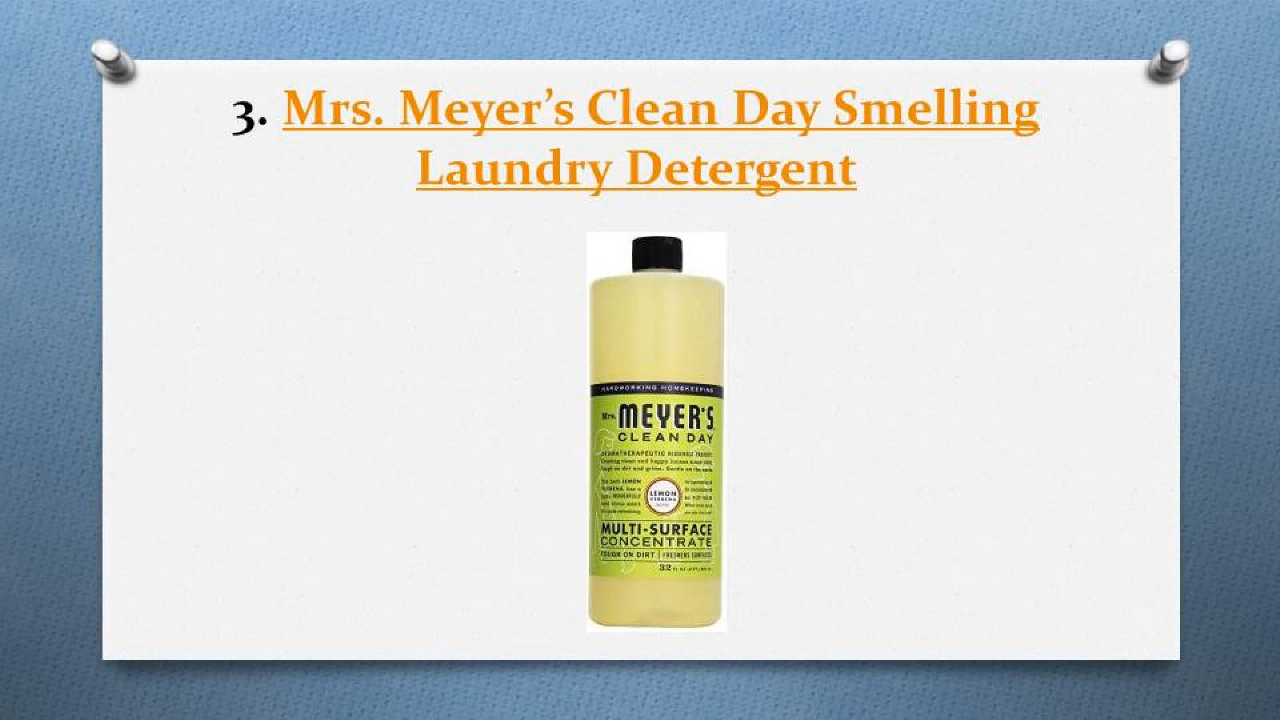 3. Mrs. Meyer’s Clean Day Smelling
Laundry Detergent
HARDWORKING HOMEKEEPING
Mrs. MEYER'S
CLEAN DAY
LEMON
VERBENA
MULTI-SURFACE
CONCENTRATE
TOUGH ON DIRT | FRESHENS SURFACES
32